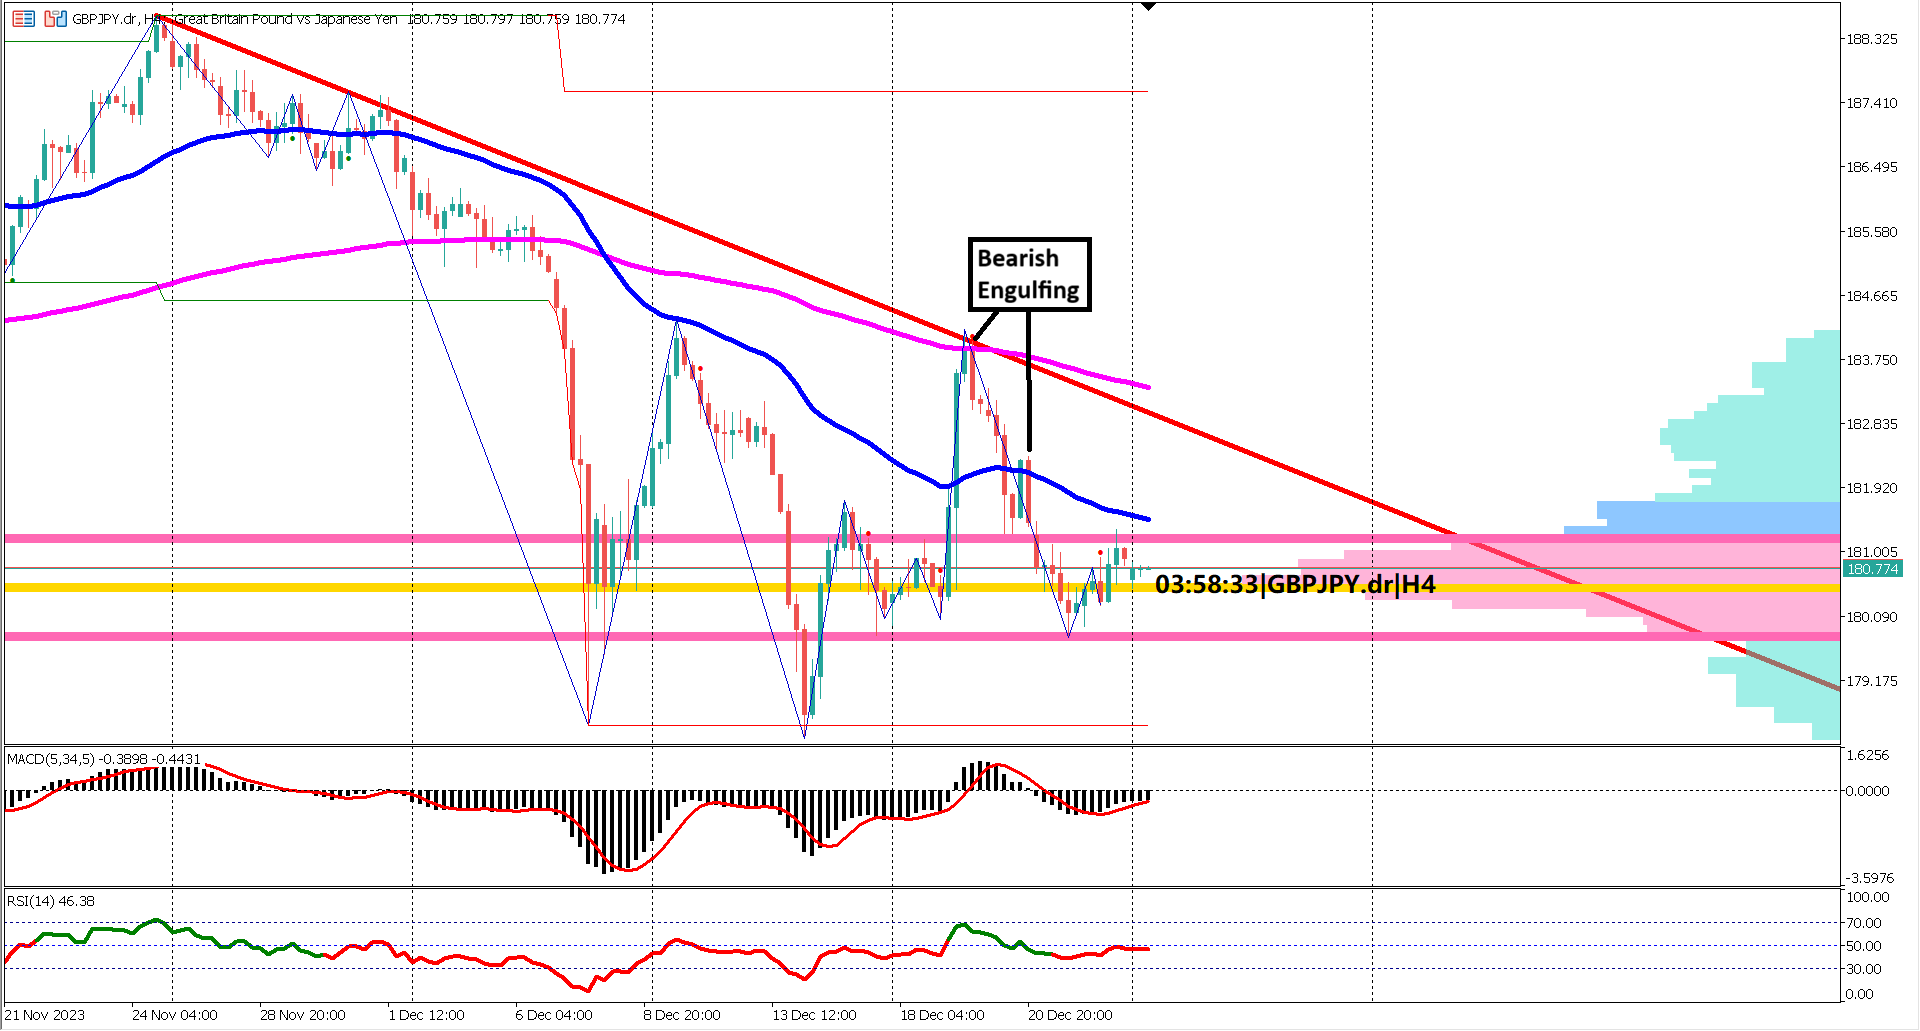 GBPJPY.dr, H4: Great Britain Pound vs Japanese Yen 180.759 180.797 180.759 180.774
188.325
187.410
186.495
185.580
Bearish
Engulfing
184.665
183.750
182.835
181.920
181.005
180.774
03:58:33|GBPJPY.dr|H4
180.090
179.175
MACD(5,34,5) -0.3898 -0.4431
1.6256
0.0000
-3.5976
RSI(14) 46.38
100.00
70.00
50.00
30.00
0.00
21 Nov 2023
24 Nov 04:00
28 Nov 20:00
1 Dec 12:00
6 Dec 04:00
8 Dec 20:00
13 Dec 12:00
18 Dec 04:00
20 Dec 20:00